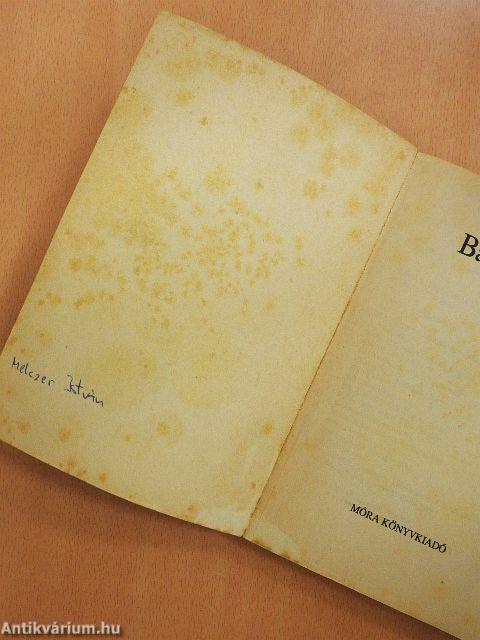 Melczer István
Ba
MÓRA KÖNYVKIADÓ
Antikvárium.hu